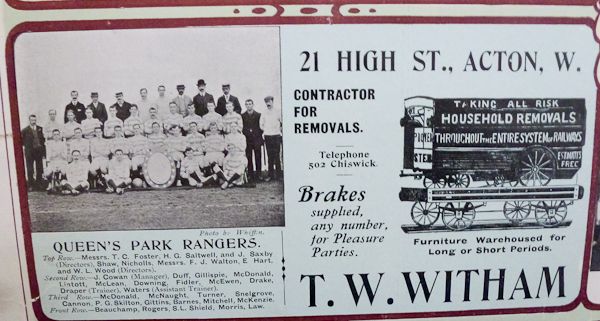 Photo by Whiffin.
QUEEN'S PARK RANGERS.
Top Row.—Messrs. T. C. Foster, H. G. Saltwell, and J. Saxby
(Directors), Shaw, Nicholls, Messrs. F. J. Walton, E Hart,
and W. L. Wood (Directors).
Second Row.—J. Cowan (Manager), Duff, Gillispie, McDonald,
Lintott, McLean, Downing, Fidler, McEwen, Drake,
Draper (Trainer), Waters (Assistant Trainer).
Third Row.—McDonald, McNaught, Turner, Snelgrove,
Cannon, P. G. Skilton, Gittins, Barnes, Mitchell, McKenzie.
Front Row.—Beauchamp, Rogers, S.L. Shield, Morris, Law.
21 HIGH ST., ACTON, W.
CONTRACTOR
FOR
REMOVALS.
Telephone
502 Chiswick.
Brakes
supplied,
any number,
for Pleasure
Parties.
TAKING ALL RISK
HOUSEHOLD REMOVALS
THROUGHOUT THE ENTIRE SYSTEM OF RAILWAYS
ESTIMATES
FREE
Furniture Warehoused for
Long or Short Periods.
T. W. WITHAM